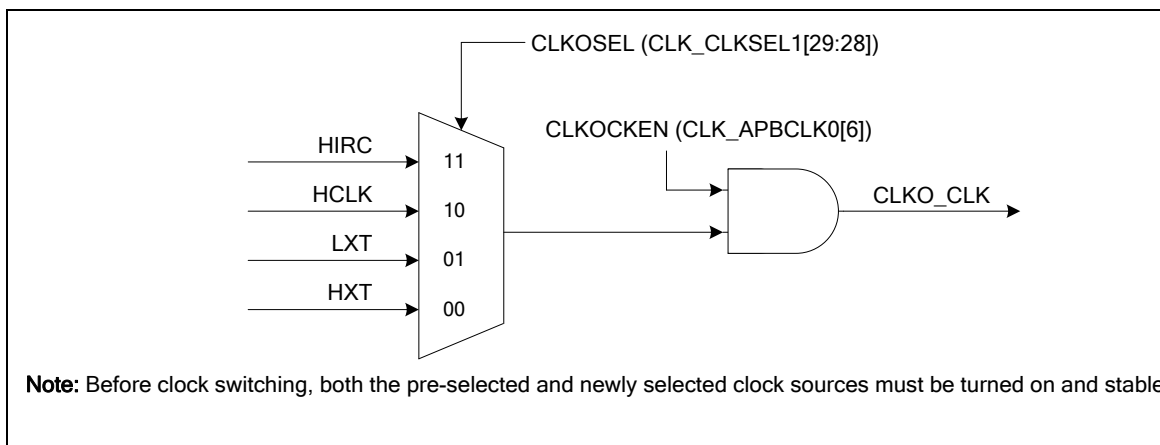 CLKOSEL (CLK_CLKSEL1[29:28])
CLKOCKEN (CLK_APBCLK0[6])
HIRC
11
HCLK
10
CLKO_CLK
LXT
01
HXT
00
Note: Before clock switching, both the pre-selected and newly selected clock sources must be turned on and stable